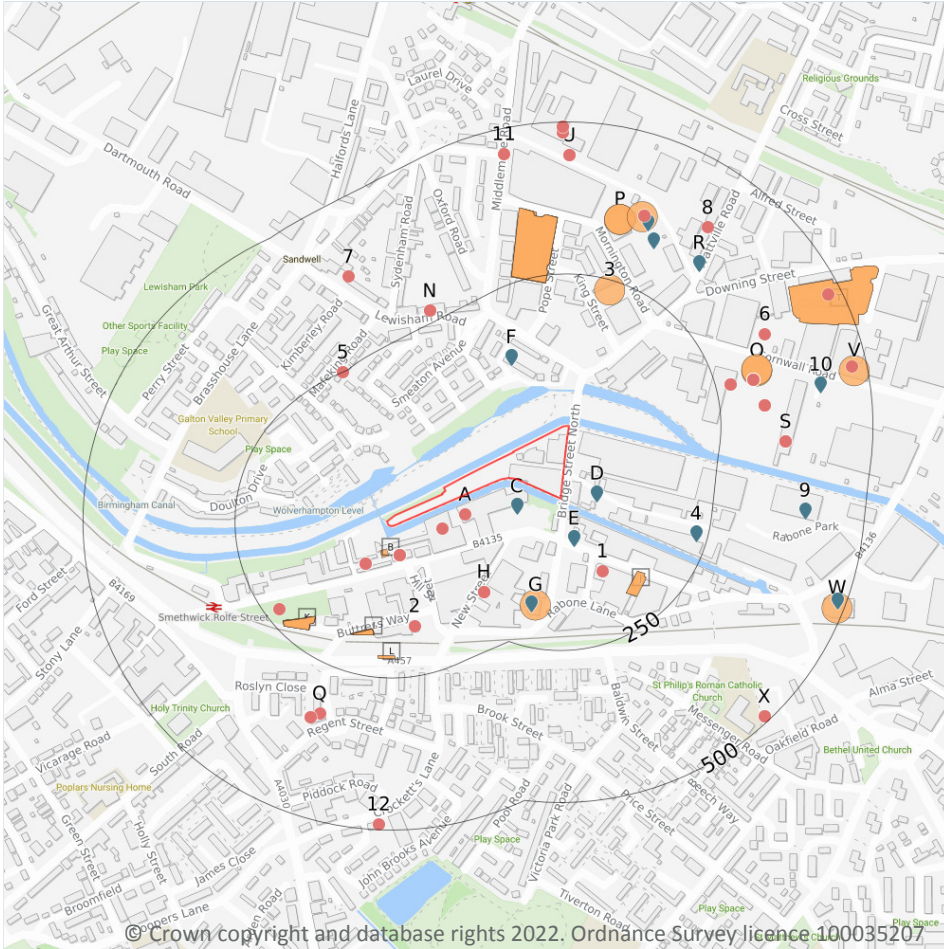 Religious Grounds
Laurel Drive
Cross Street
Halfords Lane
Middlemore Road
11
J
Dartmouth Road
Oxford Road
P
8
Alfred Street
Sydenham Road
Mornington Road
R
Sandwell
7
3
Downing Street
Lewisham Park
Pope Street
King Street
N
Lewisham Road
6
Great Arthur Street
Other Sports Facility
Play Space
Kimberley Road
Brasshouse Lane
Perry Street
5
F
O
Cornwall Road
V
10
Smeaton Avenue
Galton Valley Primary
School
S
Play Space
Bridge Street North
Doulton Drive
Birmingham Canal
Wolverhampton Level
A
C
D
9
4
E
Rabone Park
B4135
B4136
B
1
Ford Street
B4169
H
G
W
New Street
Rabone Lane
Smethwick Rolfe Street
K
2
250
Buttress Way
L
A457
Stony Lane
Roslyn Close
St Philip's Roman Catholic
Church
Alma Street
Holy Trinity Church
Q
Regent Street
Brook Street
Baldwin Street
Messenger Road
X
Oakfield Road
Vicarage Road
South Road
Bethel United Church
500
Poplars Nursing Home
Piddock Road
A4030
Crockett's Lane
Pool Road
Victoria Park Road
Price Street
Beech Way
12
Green Street
Holly Street
John Brooks Avenue
Play Space
James Close
Broomfield
Tiverton Road
Play Space
Play Space
© Crown copyright and database rights 2022. Ordnance Survey licence 100035207